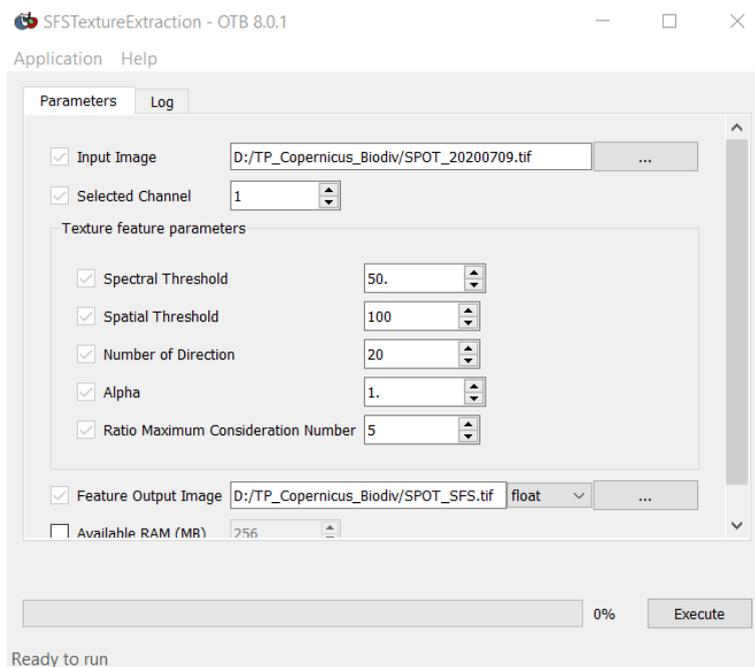 SFSTextureExtraction - OTB 8.0.1
Application Help
Parameters Log
Input Image D:/TP_Copernicus_Biodiv/SPOT_20200709.tif ...
Selected Channel 1
Texture feature parameters
Spectral Threshold 50.
Spatial Threshold 100
Number of Direction 20
Alpha 1.
Ratio Maximum Consideration Number 5
Feature Output Image D:/TP_Copernicus_Biodiv/SPOT_SFS.tif float ...
Available RAM (MB) 256
0% Execute
Ready to run